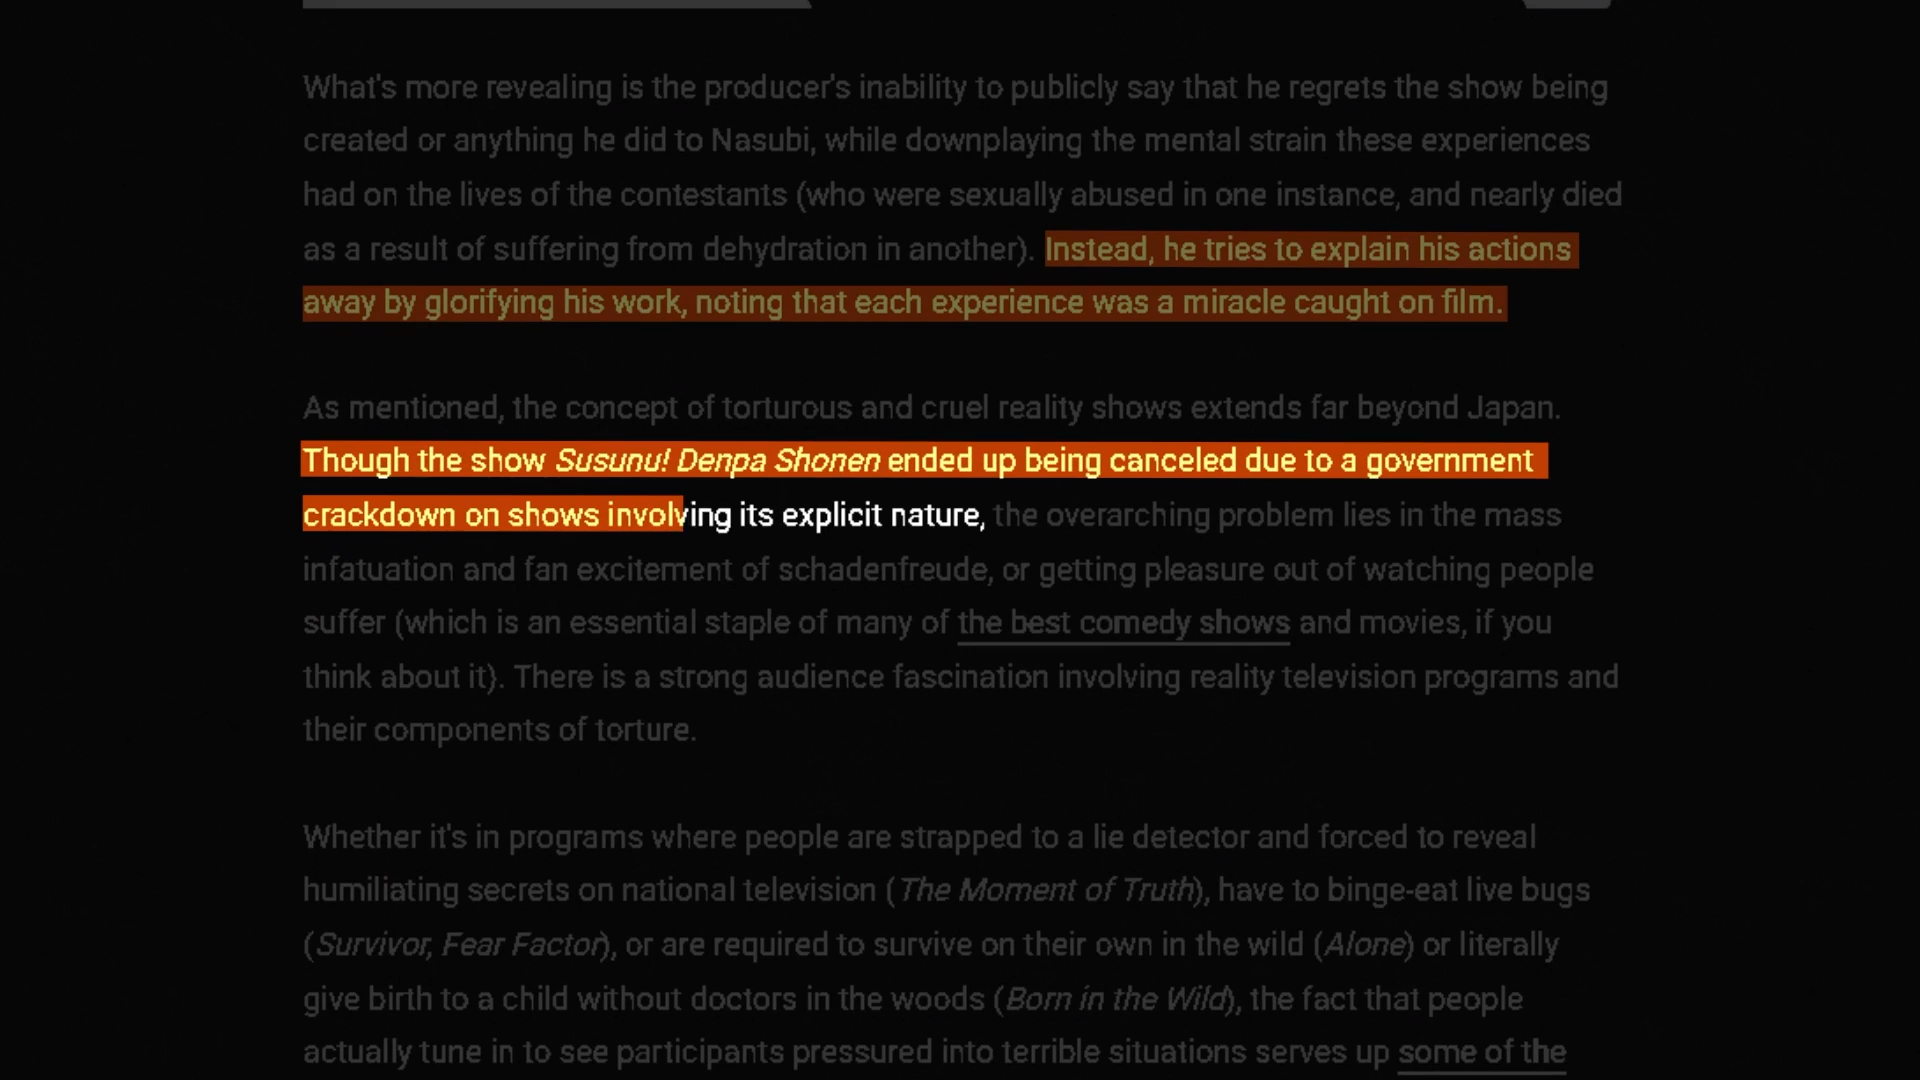 What's more revealing is the producer's inability to publicly say that he regrets the show being
created or anything he did to Nasubi, while downplaying the mental strain these experiences
had on the lives of the contestants (who were sexually abused in one instance, and nearly died
as a result of suffering from dehydration in another). Instead, he tries to explain his actions
away by glorifying his work, noting that each experience was a miracle caught on film.
As mentioned, the concept of torturous and cruel reality shows extends far beyond Japan.
Though the show Susunu! Denpa Shonen ended up being canceled due to a government
crackdown on shows involving its explicit nature, the overarching problem lies in the mass
infatuation and fan excitement of schadenfreude, or getting pleasure out of watching people
suffer (which is an essential staple of many of the best comedy shows and movies, if you
think about it). There is a strong audience fascination involving reality television programs and
their components of torture.
Whether it's in programs where people are strapped to a lie detector and forced to reveal
humiliating secrets on national television (The Moment of Truth), have to binge-eat live bugs
(Survivor, Fear Factor), or are required to survive on their own in the wild (Alone) or literally
give birth to a child without doctors in the woods (Born in the Wild), the fact that people
actually tune in to see participants pressured into terrible situations serves up some of the